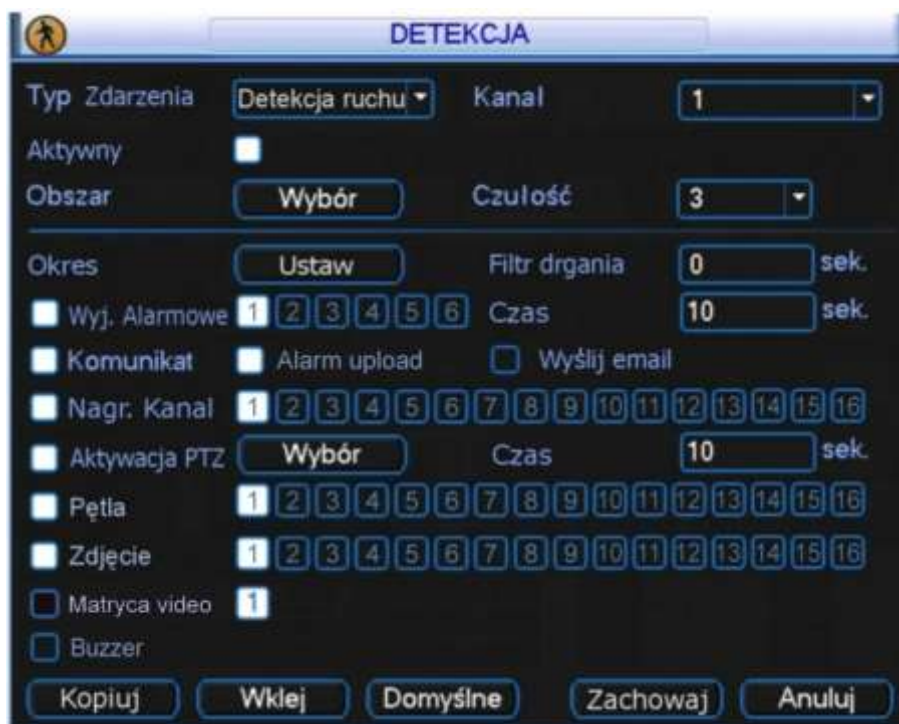 DETEKCJA
Typ Zdarzenia Detekcja ruchu Kanal 1
Aktywny
Obszar Wybór Czulość 3
Okres Ustaw Filtr drgania 0 sek.
Wyj. Alarmowe 1 2 3 4 5 6 Czas 10 sek.
Komunikat Alarm upload Wyślij email
Nagr. Kanal 1 2 3 4 5 6 7 8 9 10 11 12 13 14 15 16
Aktywacja PTZ Wybór Czas 10 sek.
Pętla 1 2 3 4 5 6 7 8 9 10 11 12 13 14 15 16
Zdjęcie 1 2 3 4 5 6 7 8 9 10 11 12 13 14 15 16
Matryca video 1
Buzzer
Kopiuj Wklej Domyślne Zachowaj Anuluj